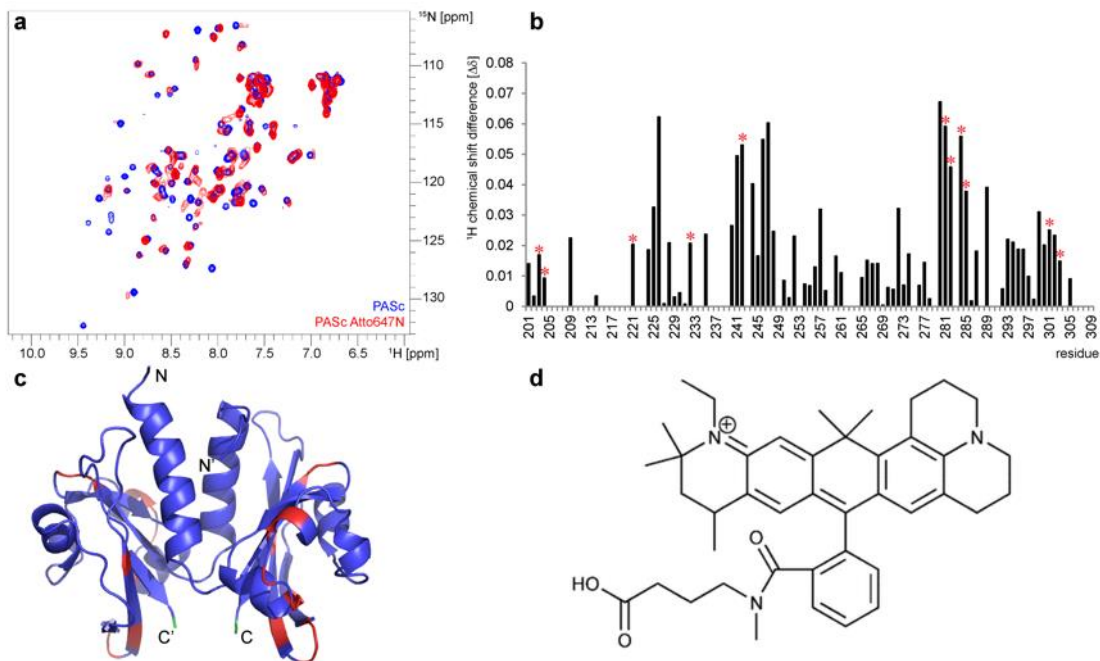 a
¹⁵N [ppm]
110
115
120
125
130
PASc
PASc Atto647N
10.0 9.5 9.0 8.5 8.0 7.5 7.0 6.5
¹H [ppm]
b
¹H chemical shift difference [Δδ]
0.08
0.07
0.06
0.05
0.04
0.03
0.02
0.01
0
* * * * * * * * * * *
201 205 209 213 217 221 225 229 233 237 241 245 249 253 257 261 265 269 273 277 281 285 289 293 297 301 305 309
residue
c
N
N'
C'
C
d
N
+
N
O
HO
O
N